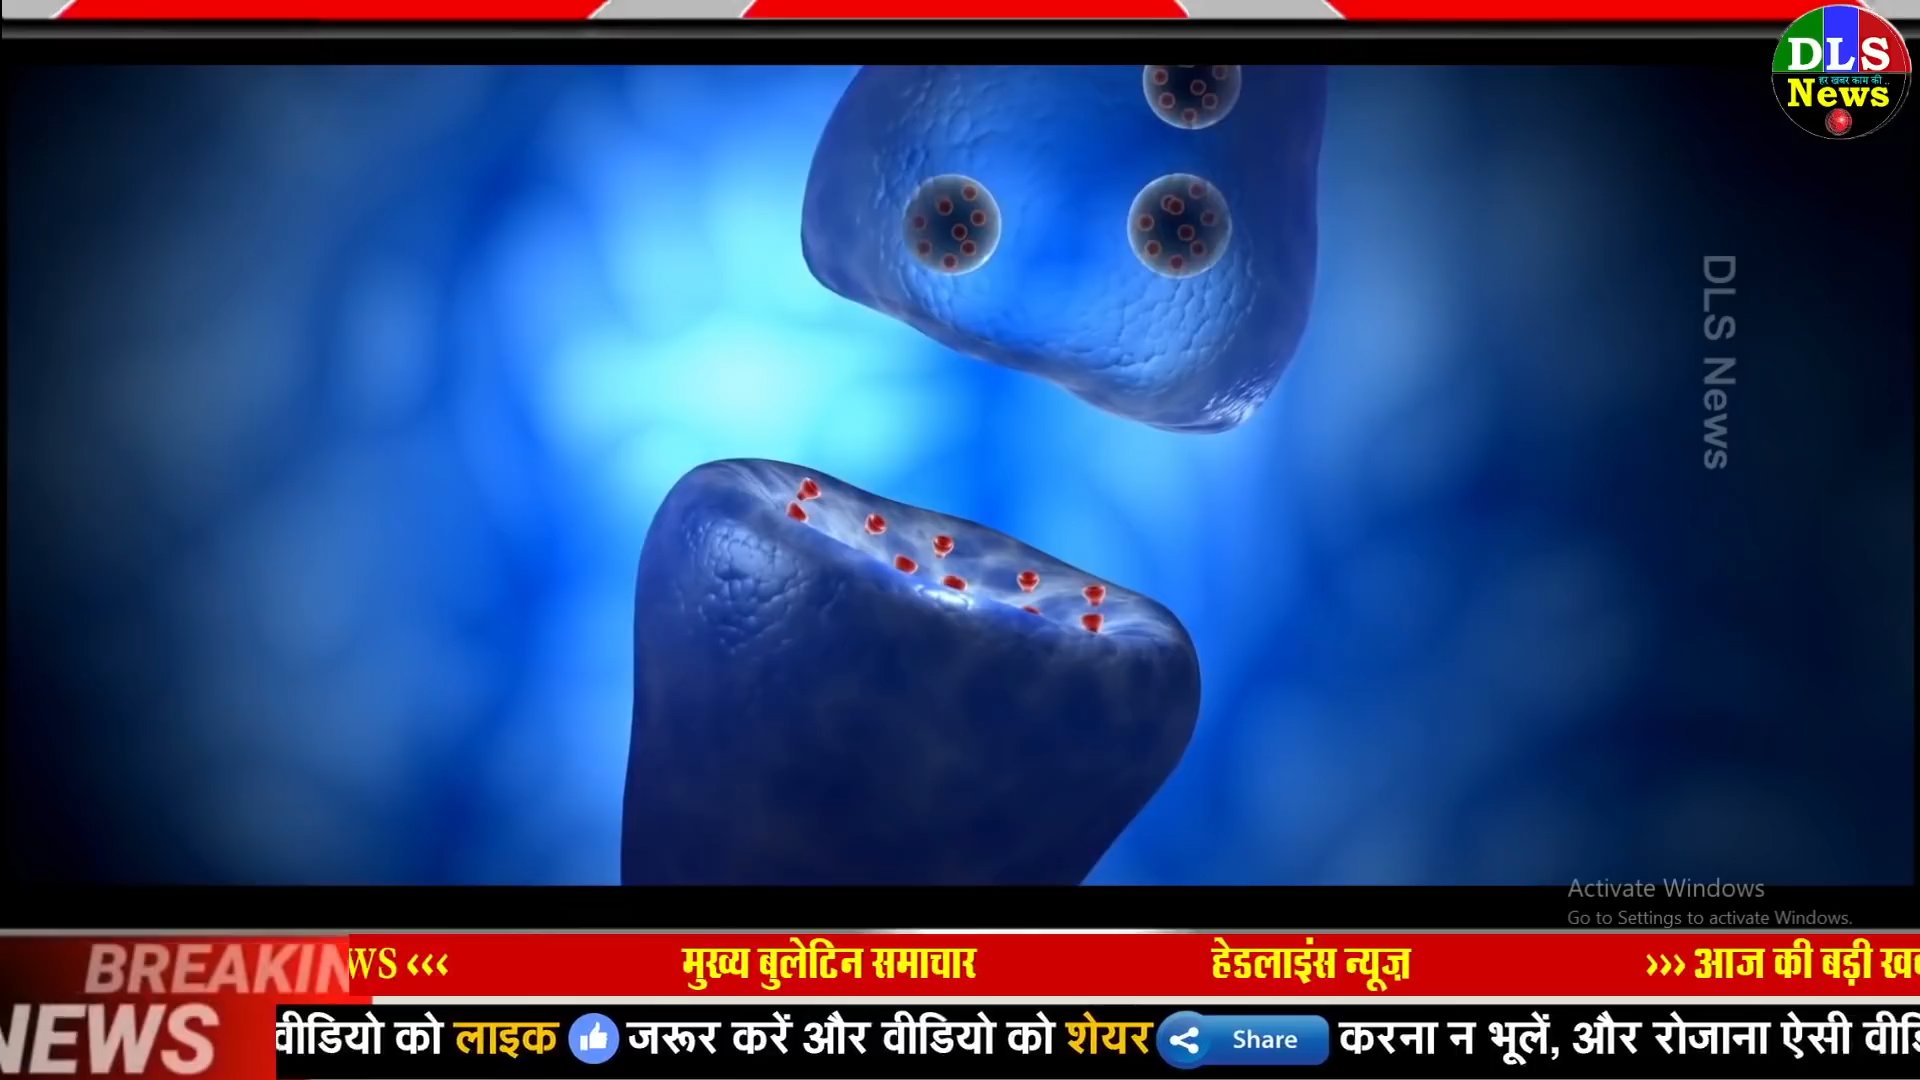 DLS
हर खबर काम की..
News
DLS News
Activate Windows
Go to Settings to activate Windows.
BREAKIN
NEWS
WS <<< मुख्य बुलेटिन समाचार हेडलाइंस न्यूज़ >>> आज की बड़ी
वीडियो को लाइक जरूर करें और वीडियो को शेयर Share करना न भूलें, और रोजाना ऐसी